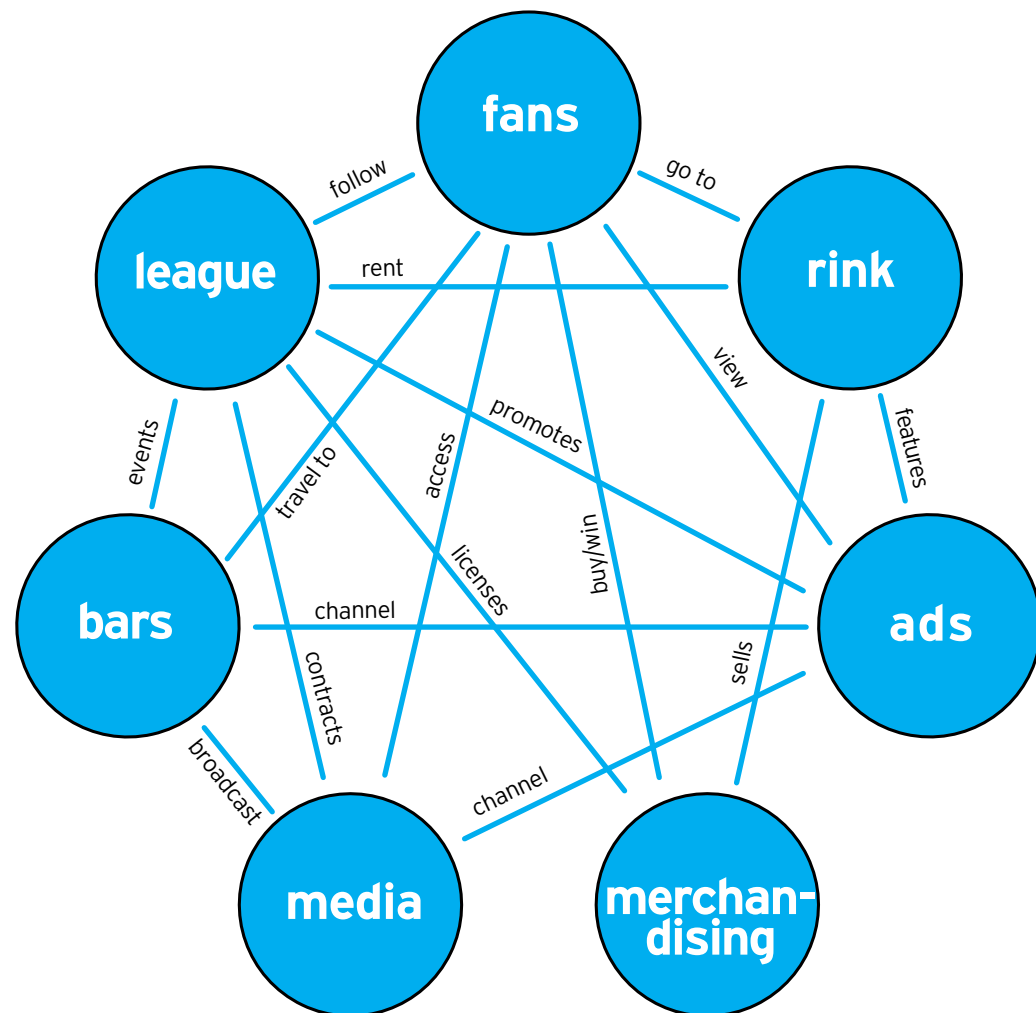 fans
follow
go to
league
rent
rink
view
promotes
features
events
travel to
access
licenses
buy/win
bars
channel
ads
contracts
sells
broadcast
channel
media
merchan-
dising